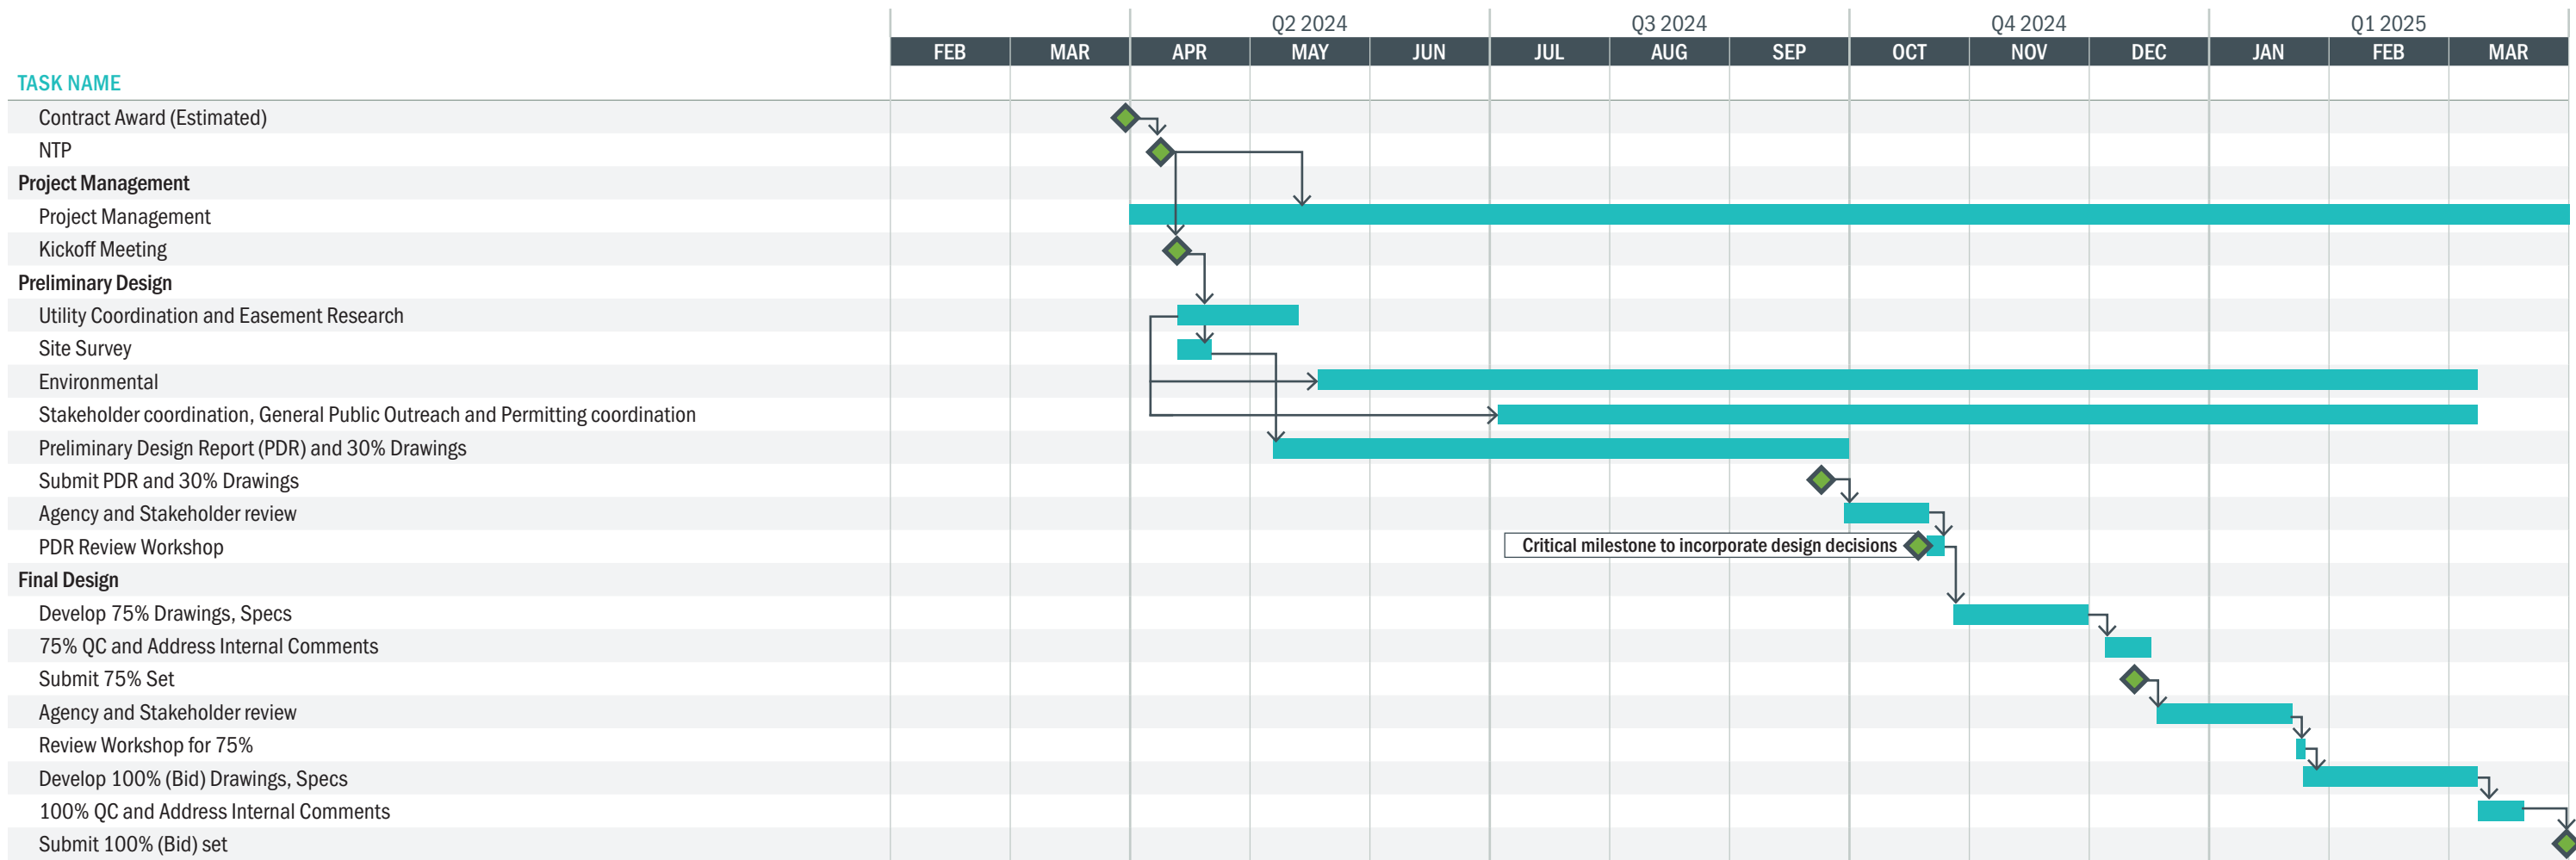 Q2 2024 Q3 2024 Q4 2024 Q1 2025
FEB MAR APR MAY JUN JUL AUG SEP OCT NOV DEC JAN FEB MAR
TASK NAME
Contract Award (Estimated)
NTP
Project Management
Project Management
Kickoff Meeting
Preliminary Design
Utility Coordination and Easement Research
Site Survey
Environmental
Stakeholder coordination, General Public Outreach and Permitting coordination
Preliminary Design Report (PDR) and 30% Drawings
Submit PDR and 30% Drawings
Agency and Stakeholder review
PDR Review Workshop Critical milestone to incorporate design decisions
Final Design
Develop 75% Drawings, Specs
75% QC and Address Internal Comments
Submit 75% Set
Agency and Stakeholder review
Review Workshop for 75%
Develop 100% (Bid) Drawings, Specs
100% QC and Address Internal Comments
Submit 100% (Bid) set